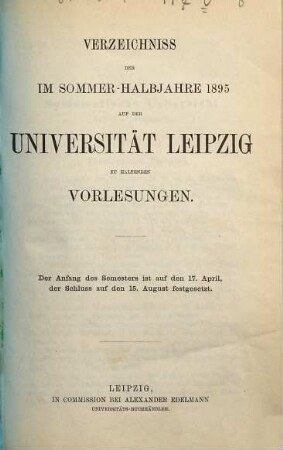 VERZEICHNISS
DER
IM SOMMER-HALBJAHRE 1895
AUF DER
UNIVERSITÄT LEIPZIG
ZU HALTENDEN
VORLESUNGEN.
Der Anfang des Semesters ist auf den 17. April,
der Schluss auf den 15. August festgesetzt.
LEIPZIG,
IN COMMISSION BEI ALEXANDER EDELMANN
UNIVERSITÄTS-BUCHHÄNDLER.